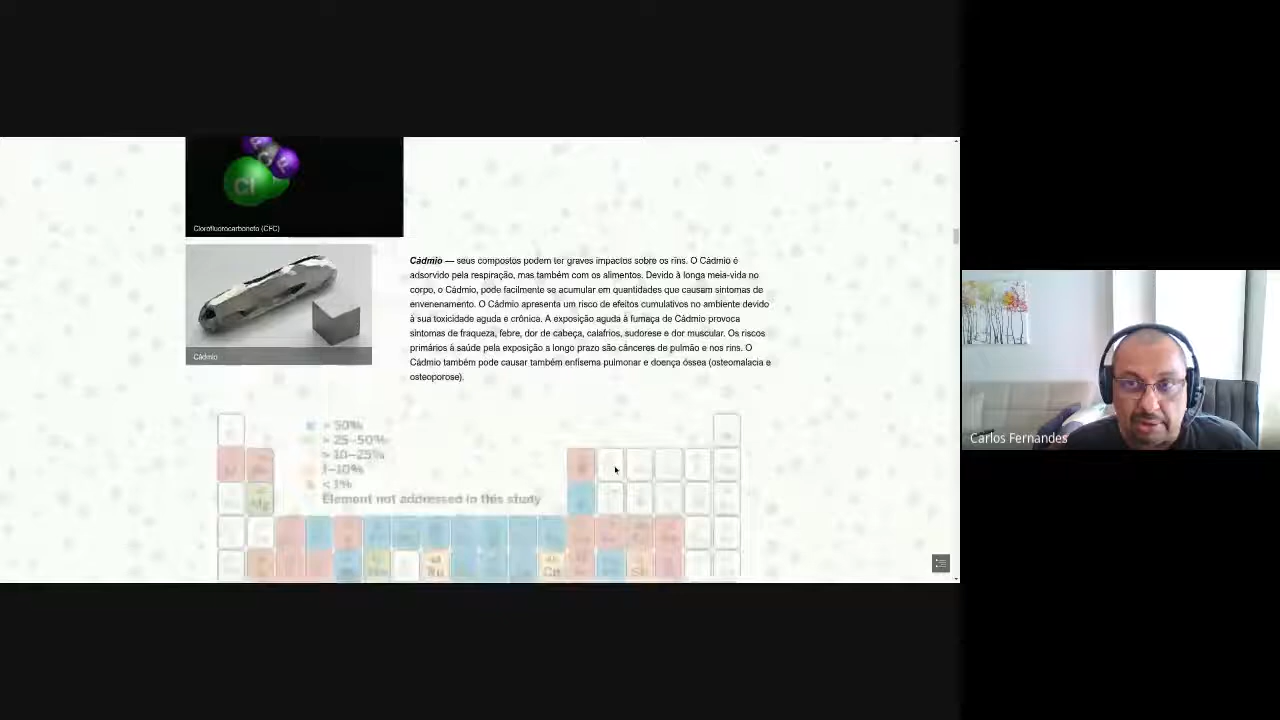 Cl
Clorofluorocarboneto (CFC)
Cádmio — seus compostos podem ter graves impactos sobre os rins. O Cádmio é
adsorvido pela respiração, mas também com os alimentos. Devido à longa meia-vida no
corpo, o Cádmio, pode facilmente se acumular em quantidades que causam sintomas de
envenenamento. O Cádmio apresenta um risco de efeitos cumulativos no ambiente devido
à sua toxicidade aguda e crônica. A exposição aguda à fumaça de Cádmio provoca
sintomas de fraqueza, febre, dor de cabeça, calafrios, sudorese e dor muscular. Os riscos
primários à saúde pela exposição a longo prazo são cânceres de pulmão e nos rins. O
Cádmio também pode causar também enfisema pulmonar e doença óssea (osteomalacia e
osteoporose).
Cádmio
> 50%
> 25–50%
> 10–25%
1–10%
< 1%
Element not addressed in this study
Mg
Ru
Carlos Fernandes